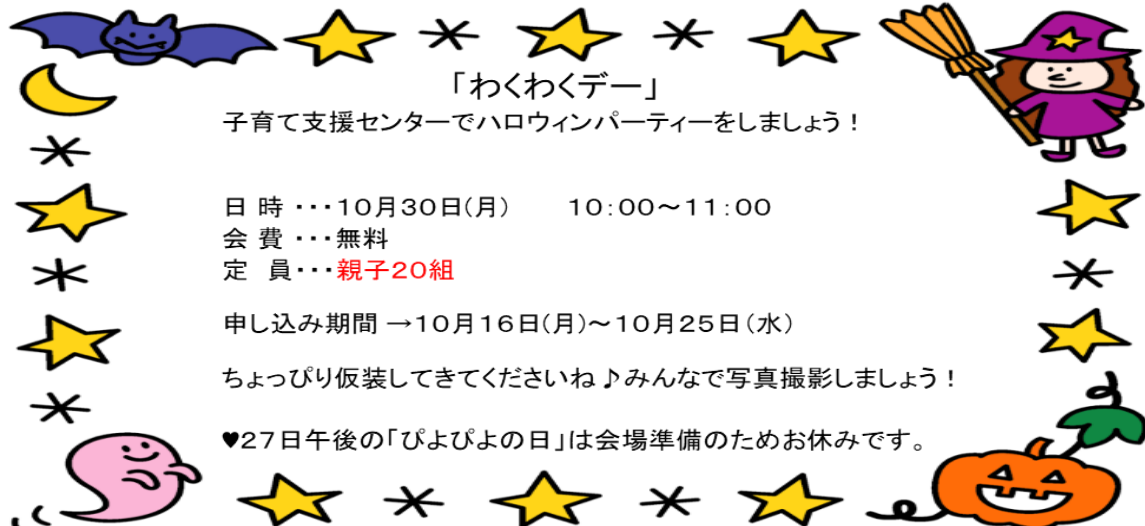 「わくわくデー」
子育て支援センターでハロウィンパーティーをしましょう！
日 時 ・・・１０月３０日(月)　　１０：００～１１：００
会 費 ・・・無料
定　員・・・親子２０組
申し込み期間 →１０月１６日(月)～１０月２５日（水）
ちょっぴり仮装してきてくださいね♪みんなで写真撮影しましょう！
♥２７日午後の「ぴよぴよの日」は会場準備のためお休みです。